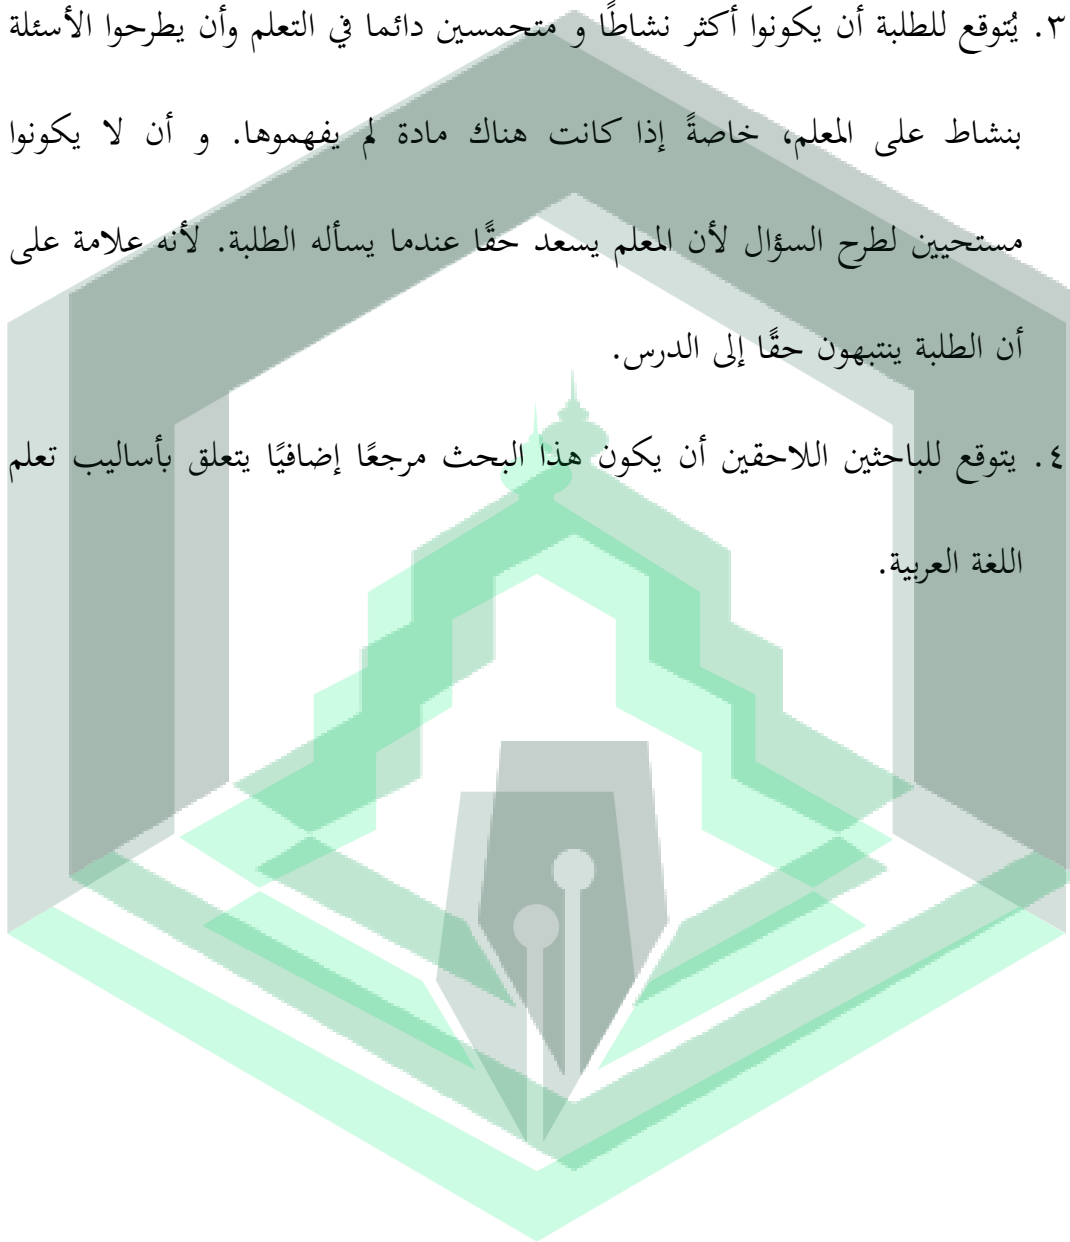 ٣. يُتوقع للطلبة أن يكونوا أكثر نشاطًا و متحمسين دائما في التعلم وأن يطرحوا الأسئلة
بنشاط على المعلم، خاصةً إذا كانت هناك مادة لم يفهموها. و أن لا يكونوا
مستحيين لطرح السؤال لأن المعلم يسعد حقًا عندما يسأله الطلبة. لأنه علامة على
أن الطلبة ينتبهون حقًا إلى الدرس.
٤. يتوقع للباحثين اللاحقين أن يكون هذا البحث مرجعًا إضافيًا يتعلق بأساليب تعلم
اللغة العربية.